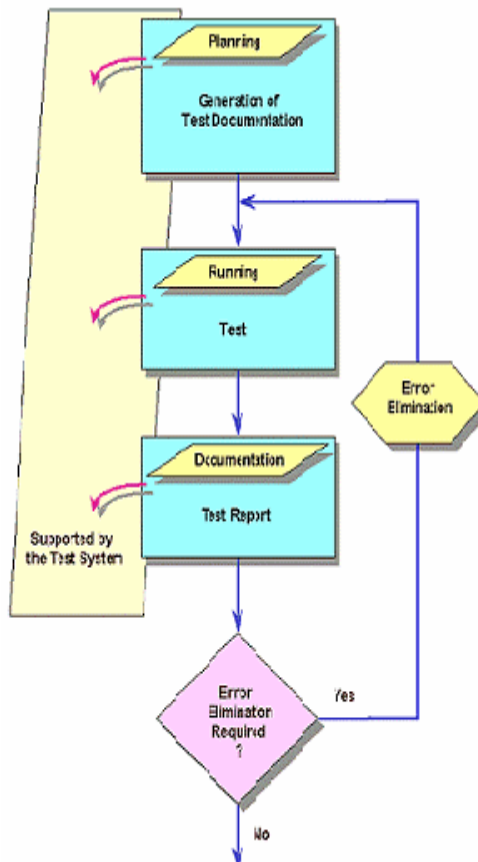 Planning
Generation of
Test Documentation
Running
Test
Error
Elimination
Documentation
Test Report
Supported by
the Test System
Error
Elimination
Required
?
Yes
No